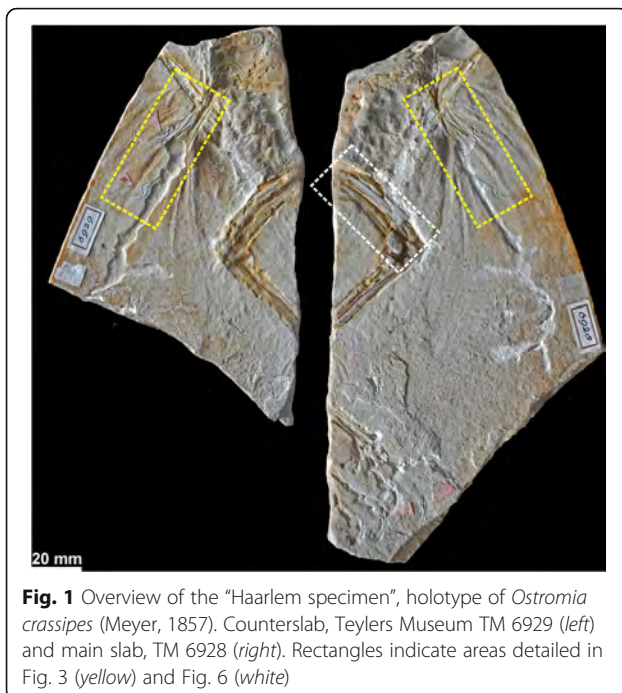 20 mm
Fig. 1 Overview of the “Haarlem specimen”, holotype of Ostromia
crassipes (Meyer, 1857). Counterslab, Teylers Museum TM 6929 (left)
and main slab, TM 6928 (right). Rectangles indicate areas detailed in
Fig. 3 (yellow) and Fig. 6 (white)